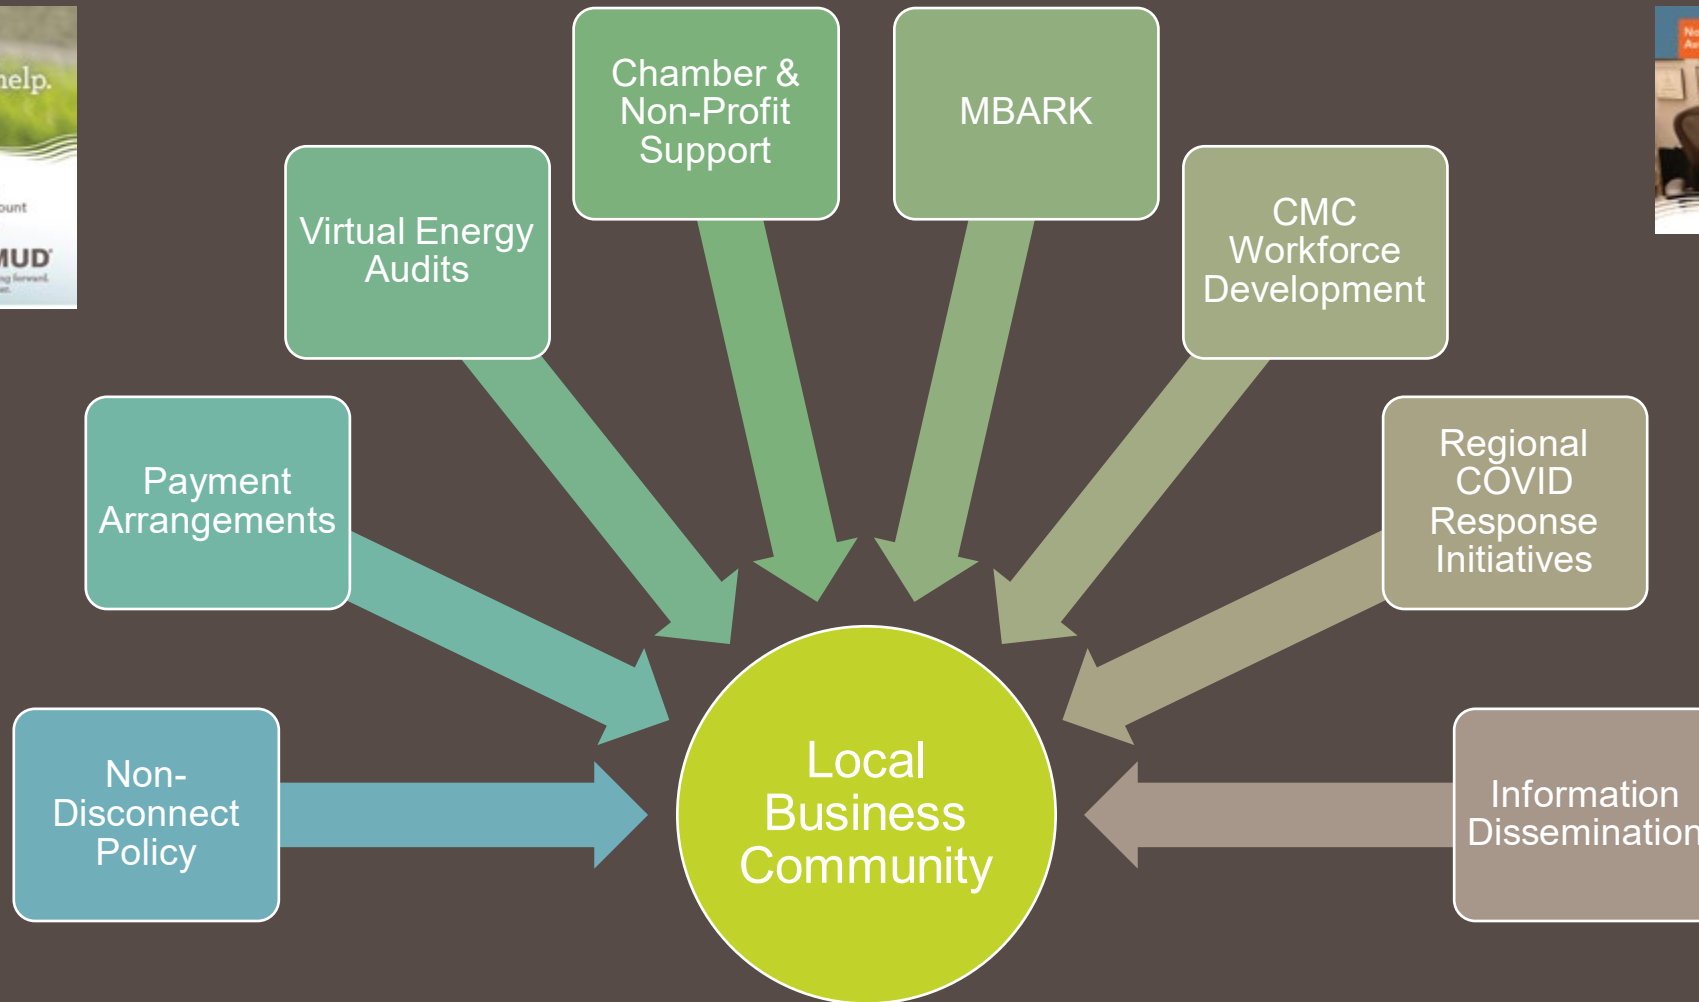 help.
Chamber &
Non-Profit
Support
MBARK
Virtual Energy
Audits
CMC
Workforce
Development
Payment
Arrangements
Regional
COVID
Response
Initiatives
Non-
Disconnect
Policy
Local
Business
Community
Information
Dissemination